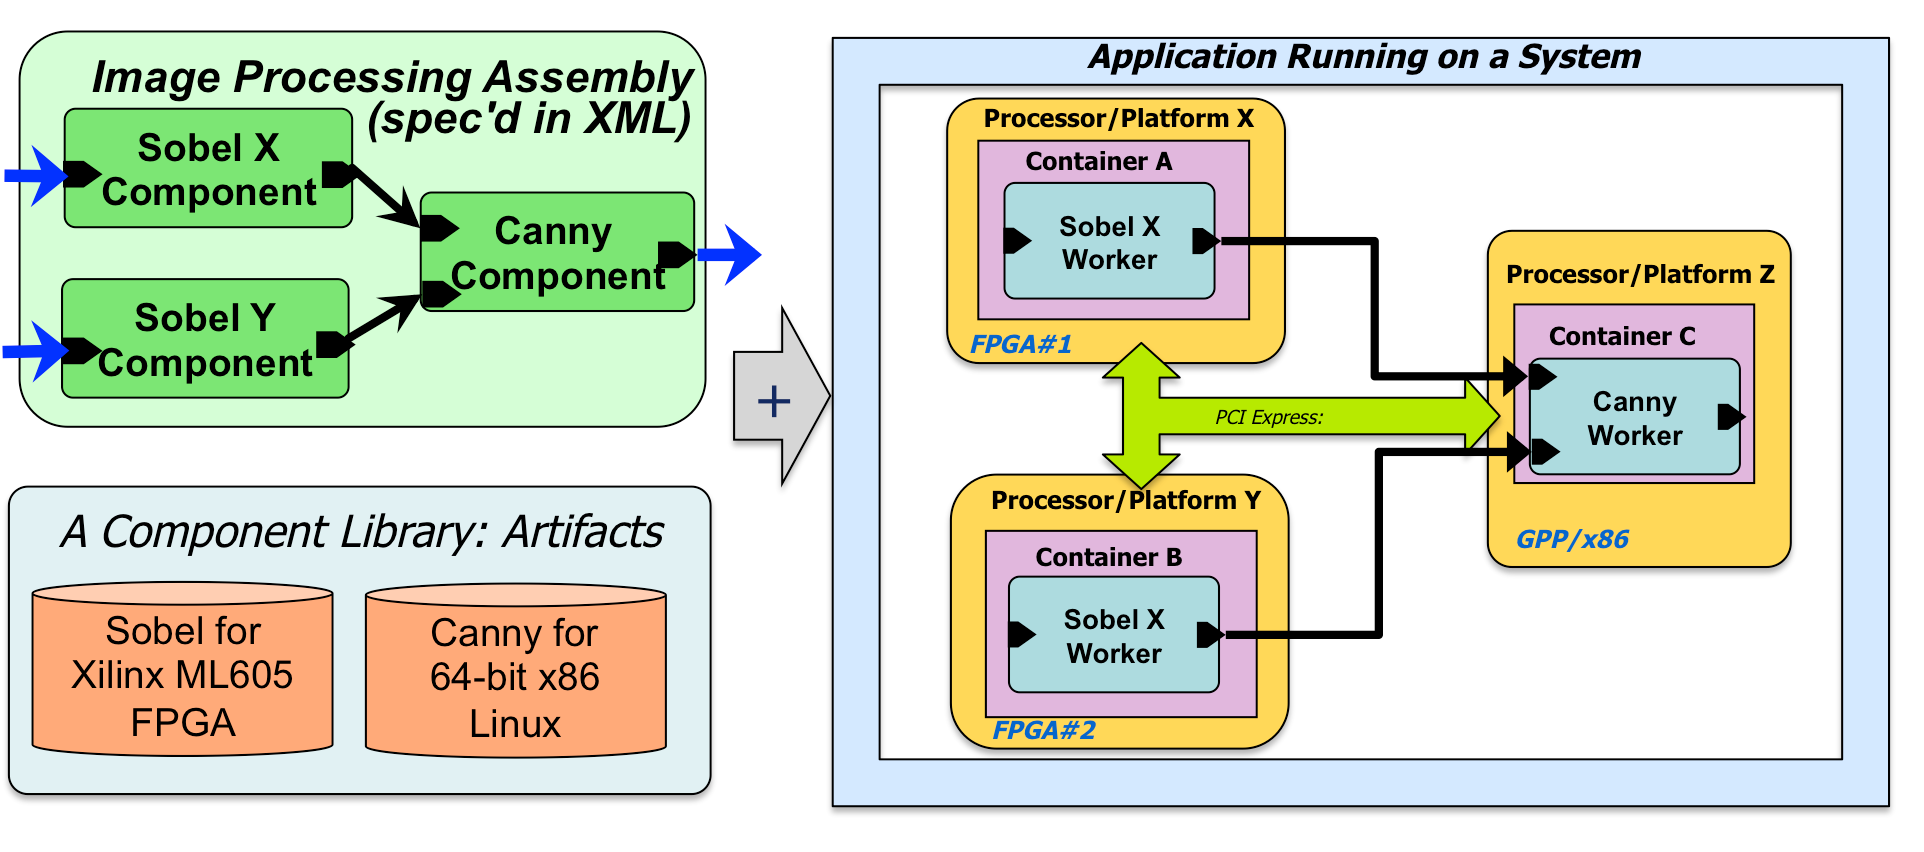 Image Processing Assembly
(spec'd in XML)
Sobel X
Component
Canny
Component
Sobel Y
Component
A Component Library: Artifacts
Sobel for
Xilinx ML605
FPGA
Canny for
64-bit x86
Linux
+
Application Running on a System
Processor/Platform X
Container A
Sobel X
Worker
FPGA#1
PCI Express:
Processor/Platform Z
Container C
Canny
Worker
GPP/x86
Processor/Platform Y
Container B
Sobel X
Worker
FPGA#2